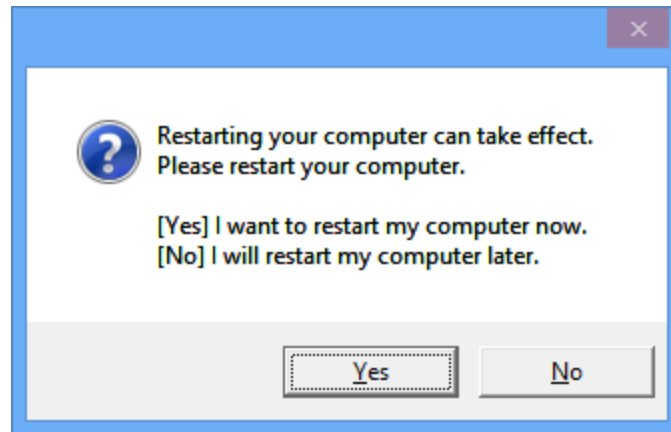 Restarting your computer can take effect.
Please restart your computer.
[Yes] I want to restart my computer now.
[No] I will restart my computer later.
Yes
No